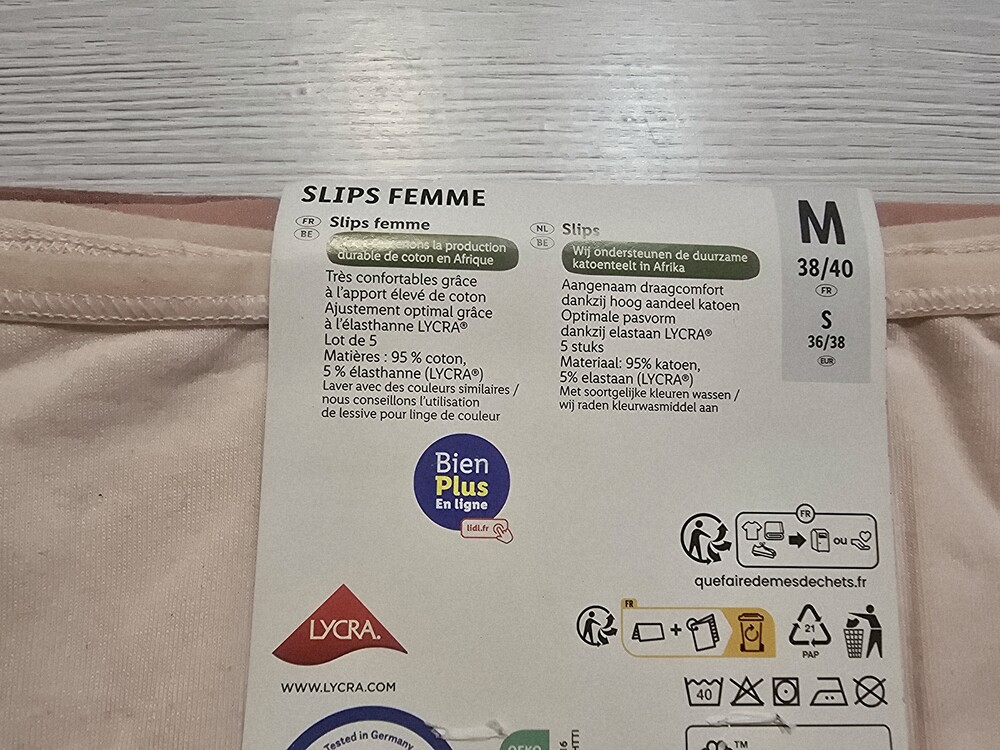 SLIPS FEMME
FR
BE
Slips femme
la production
durable de coton en Afrique
Très confortables grâce
à l'apport élevé de coton
Ajustement optimal grâce
à l'élasthanne LYCRA®
Lot de 5
Matières : 95 % coton,
5 % élasthanne (LYCRA®)
Laver avec des couleurs similaires /
nous conseillons l'utilisation
de lessive pour linge de couleur
NL
BE
Slips
Wij ondersteunen de duurzame
katoenteelt in Afrika
Aangenaam draagcomfort
dankzij hoog aandeel katoen
Optimale pasvorm
dankzij elastaan LYCRA®
5 stuks
Materiaal: 95% katoen,
5% elastaan (LYCRA®)
Met soortgelijke kleuren wassen /
wij raden kleurwasmiddel aan
M
38/40
FR
S
36/38
EUR
Bien
Plus
En ligne
lidl.fr
FR
ou
quefairedemesdechets.fr
FR
+
21
PAP
40
LYCRA.
WWW.LYCRA.COM
Tested in Germany
OEKO
TM